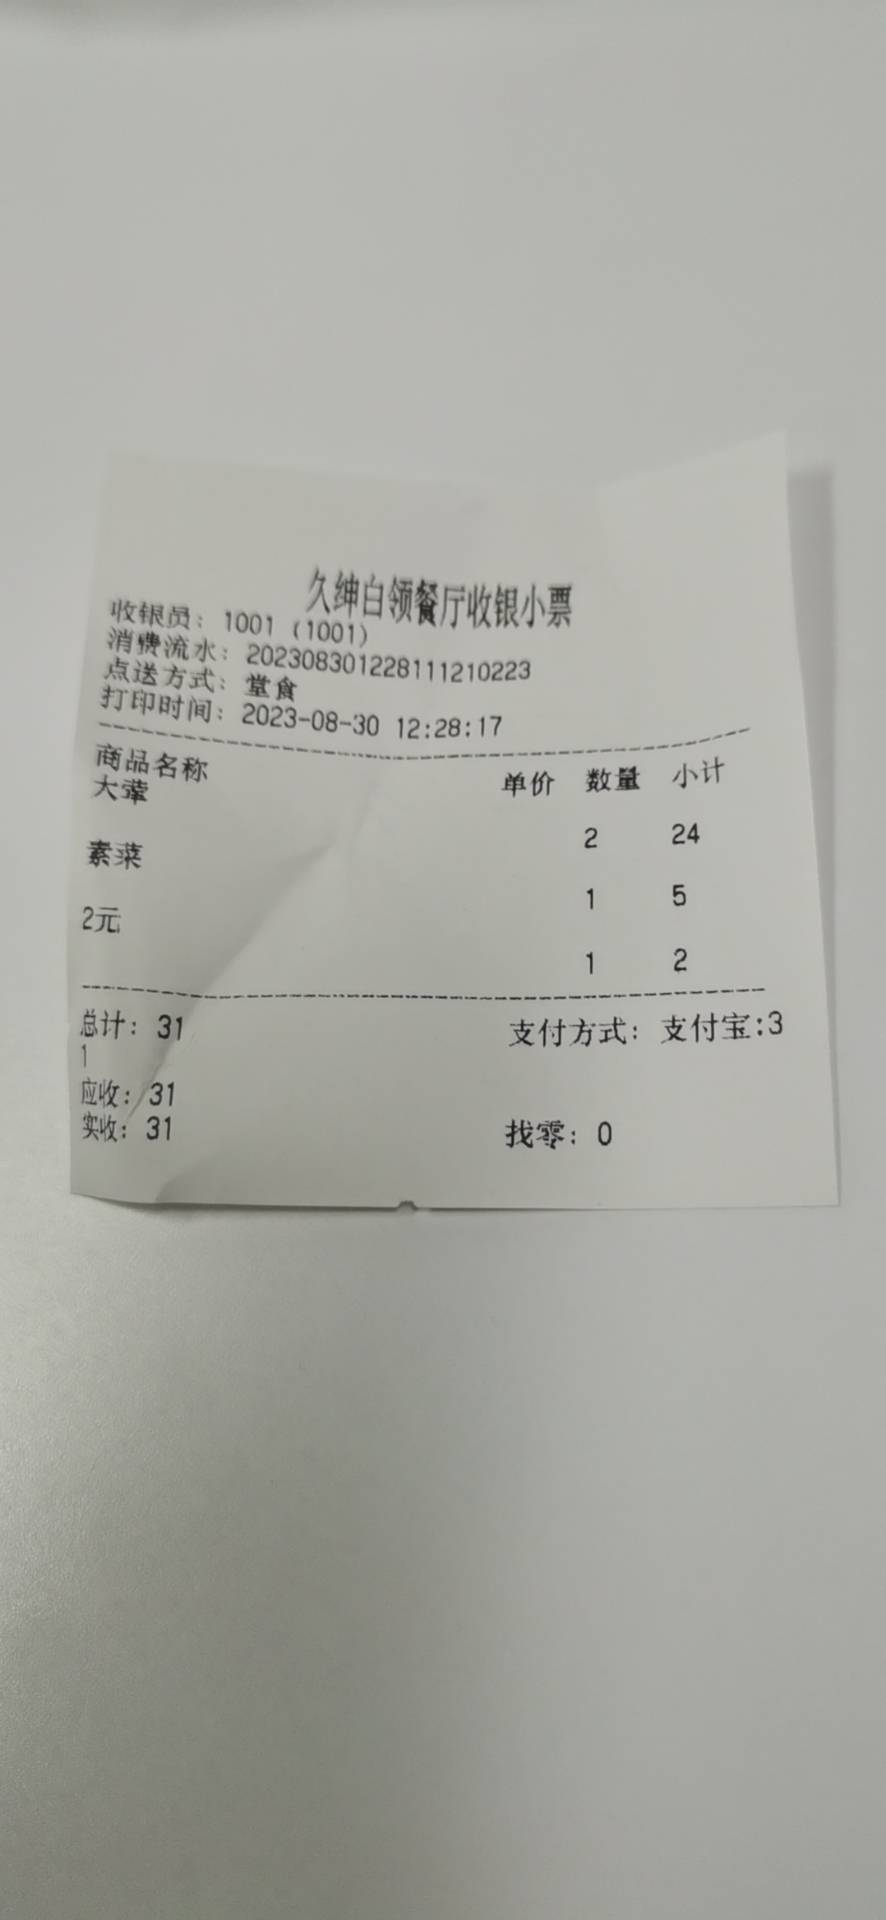 久绅白领餐厅收银小票
收银员: 1001 (1001)
消费流水: 202308301228111210223
点送方式: 堂食
打印时间: 2023-08-30 12:28:17
商品名称 单价 数量 小计
大荤
2 24
素菜
1 5
2元
1 2
总计: 31 支付方式: 支付宝:3
1
应收: 31
实收: 31 找零: 0